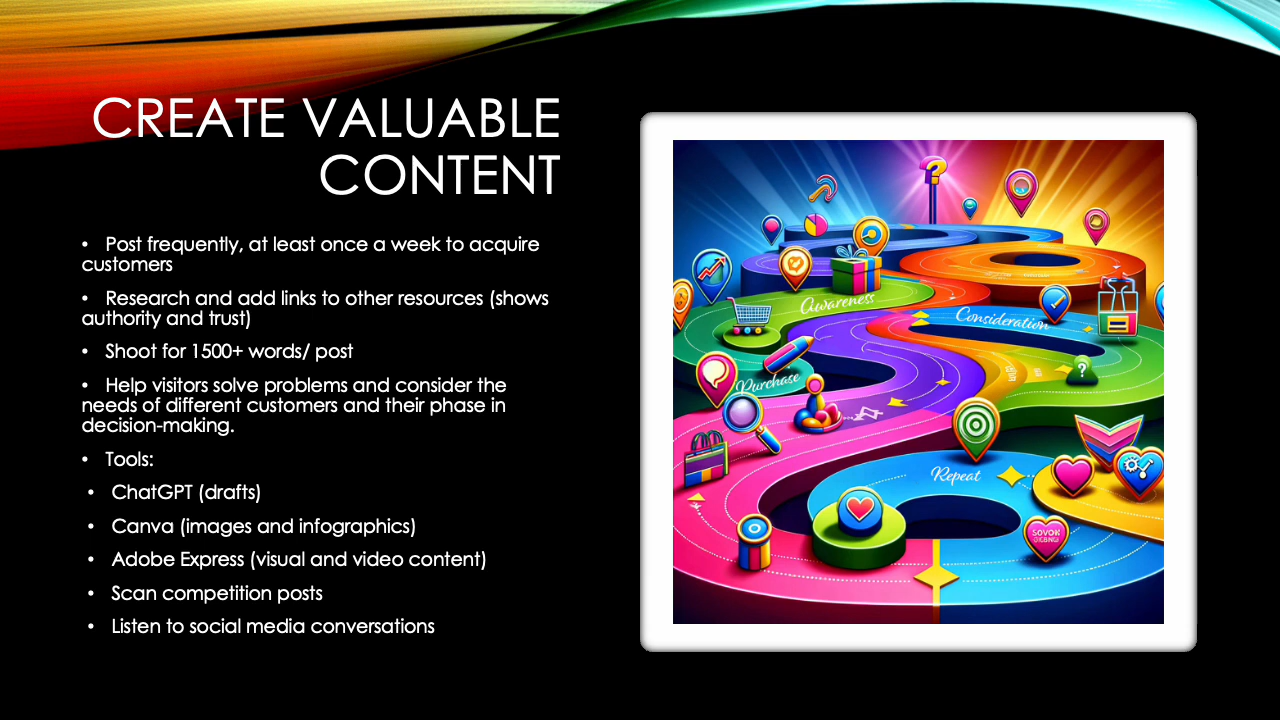 CREATE VALUABLE
CONTENT
• Post frequently, at least once a week to acquire
customers
• Research and add links to other resources (shows
authority and trust)
• Shoot for 1500+ words/ post
• Help visitors solve problems and consider the
needs of different customers and their phase in
decision-making.
• Tools:
• ChatGPT (drafts)
• Canva (images and infographics)
• Adobe Express (visual and video content)
• Scan competition posts
• Listen to social media conversations
?
Awareness
Consideration
?
Purchase
Repeat